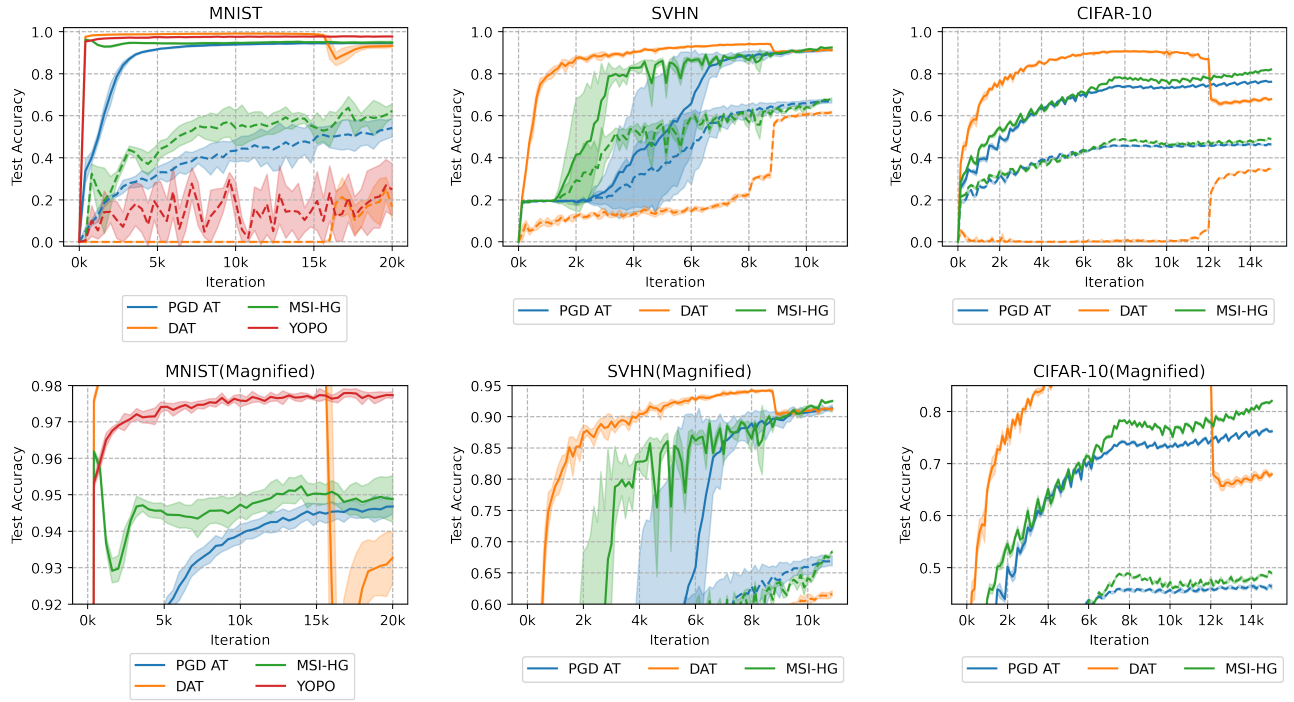 MNIST
1.0
0.8
0.6
0.4
0.2
0.0
Test Accuracy
0k 5k 10k 15k 20k
Iteration
PGD AT MSI-HG
DAT YOPO
SVHN
1.0
0.8
0.6
0.4
0.2
0.0
Test Accuracy
0k 2k 4k 6k 8k 10k
Iteration
PGD AT DAT MSI-HG
CIFAR-10
1.0
0.8
0.6
0.4
0.2
0.0
Test Accuracy
0k 2k 4k 6k 8k 10k 12k 14k
Iteration
PGD AT DAT MSI-HG
MNIST(Magnified)
0.98
0.97
0.96
0.95
0.94
0.93
0.92
Test Accuracy
0k 5k 10k 15k 20k
Iteration
PGD AT MSI-HG
DAT YOPO
SVHN(Magnified)
0.95
0.90
0.85
0.80
0.75
0.70
0.65
0.60
Test Accuracy
0k 2k 4k 6k 8k 10k
Iteration
PGD AT DAT MSI-HG
CIFAR-10(Magnified)
0.8
0.7
0.6
0.5
Test Accuracy
0k 2k 4k 6k 8k 10k 12k 14k
Iteration
PGD AT DAT MSI-HG